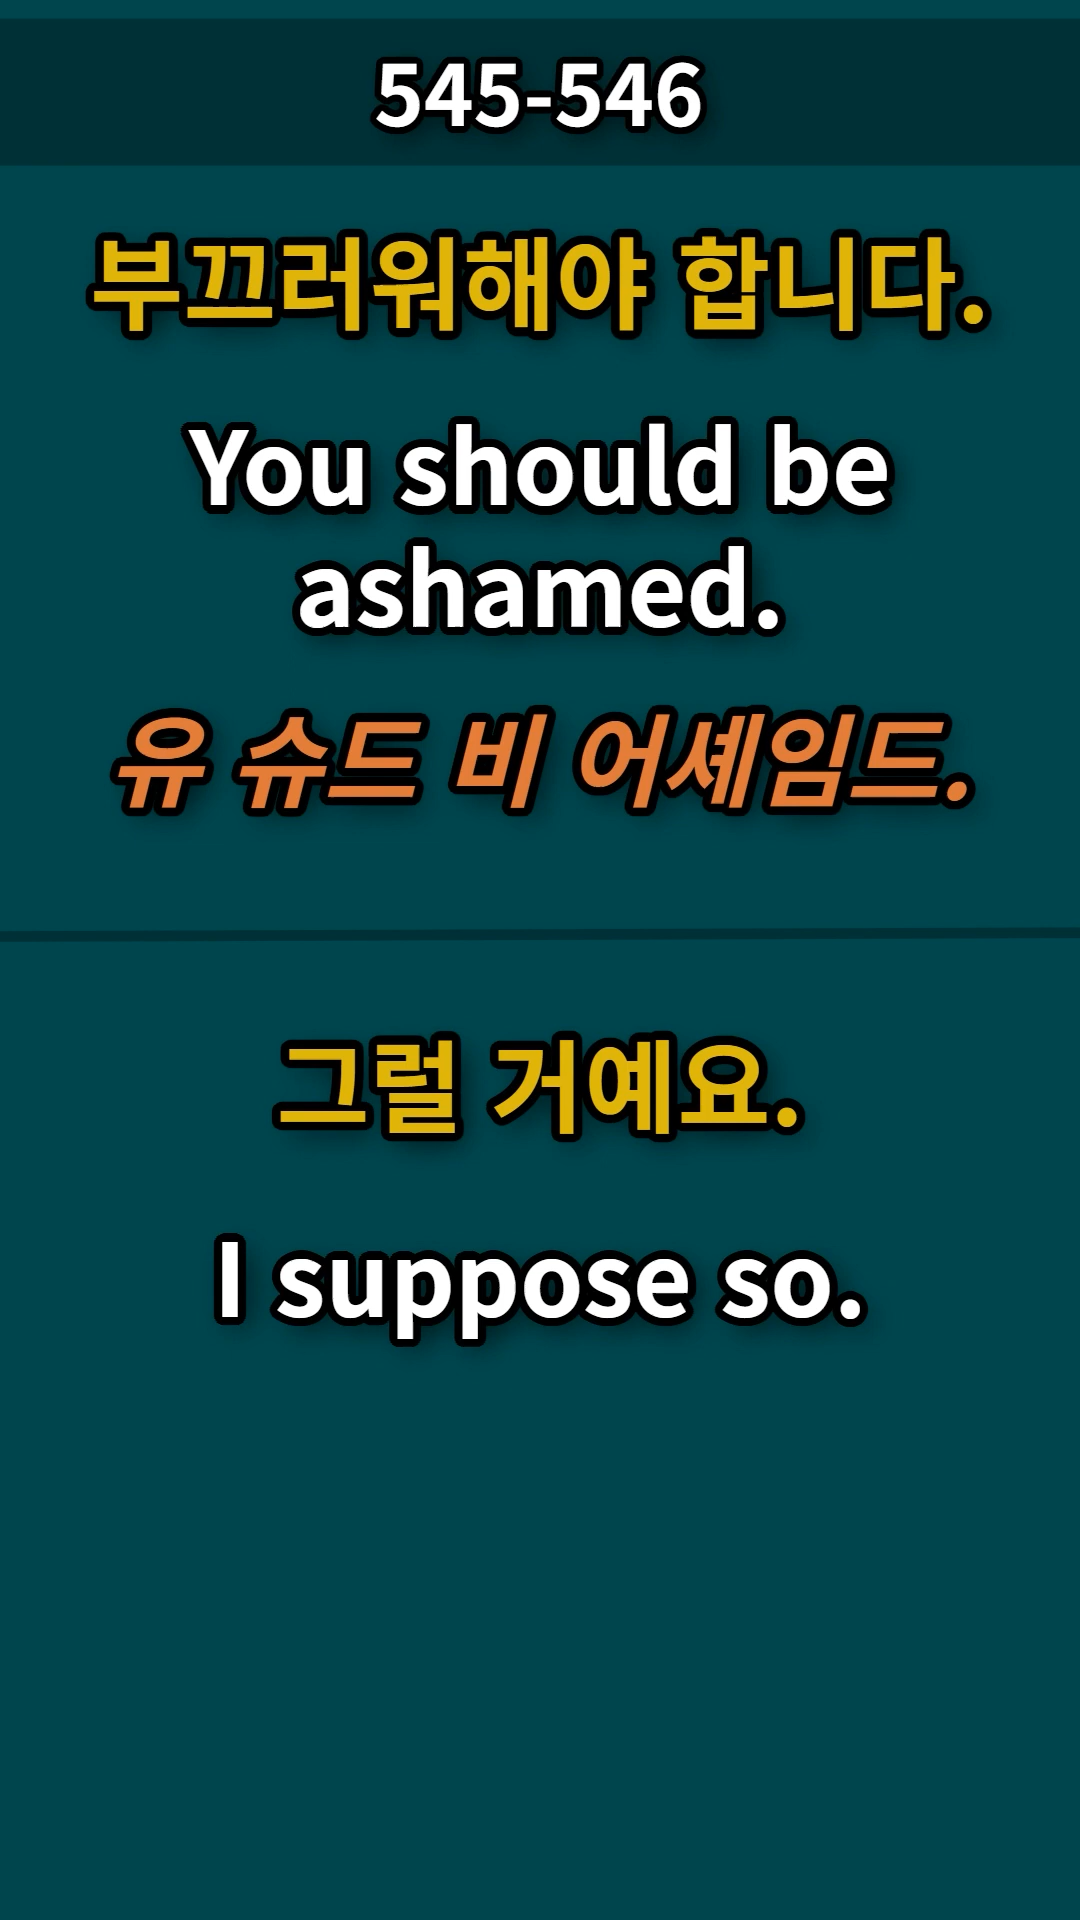 545-546
부끄러워해야 합니다.
You should be
ashamed.
유 슈드 비 어셰임드.
그럴 거예요.
I suppose so.